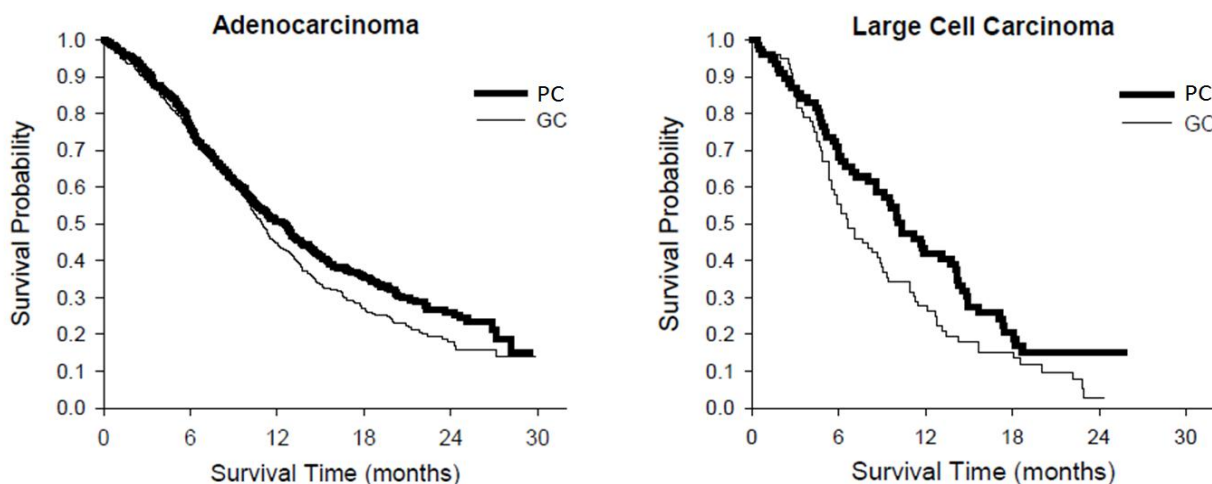 Adenocarcinoma
1.0
0.9
0.8
0.7
0.6
0.5
0.4
0.3
0.2
0.1
0.0
Survival Probability
PC
GC
0 6 12 18 24 30
Survival Time (months)
Large Cell Carcinoma
1.0
0.9
0.8
0.7
0.6
0.5
0.4
0.3
0.2
0.1
0.0
Survival Probability
PC
GC
0 6 12 18 24 30
Survival Time (months)